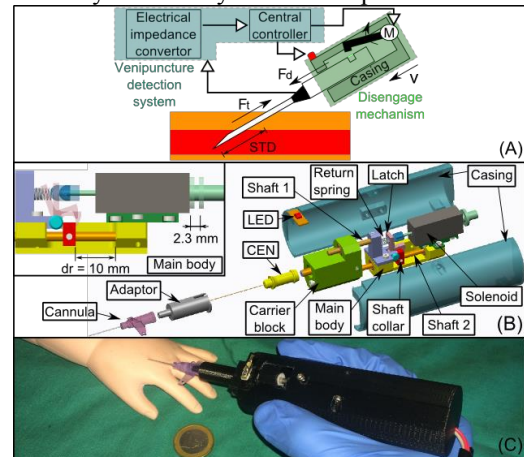 Electrical
impedance
convertor
Central
controller
M
Venipuncture
detection
system
Fd
Casing
V
Disengage
mechanism
Ft
STD
(A)
2.3 mm
dr = 10 mm
Main body
Adaptor
Cannula
Return
spring
Latch
Casing
Shaft 1
LED
CEN
Carrier
block
Main
body
Shaft
collar
Shaft 2
Solenoid
(B)
(C)